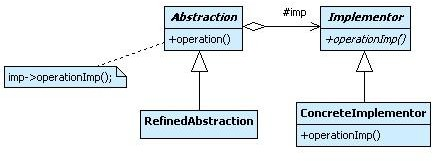 Abstraction
+operation()
#imp
Implementor
+operationImp()
imp->operationImp();
RefinedAbstraction
ConcreteImplementor
+operationImp()